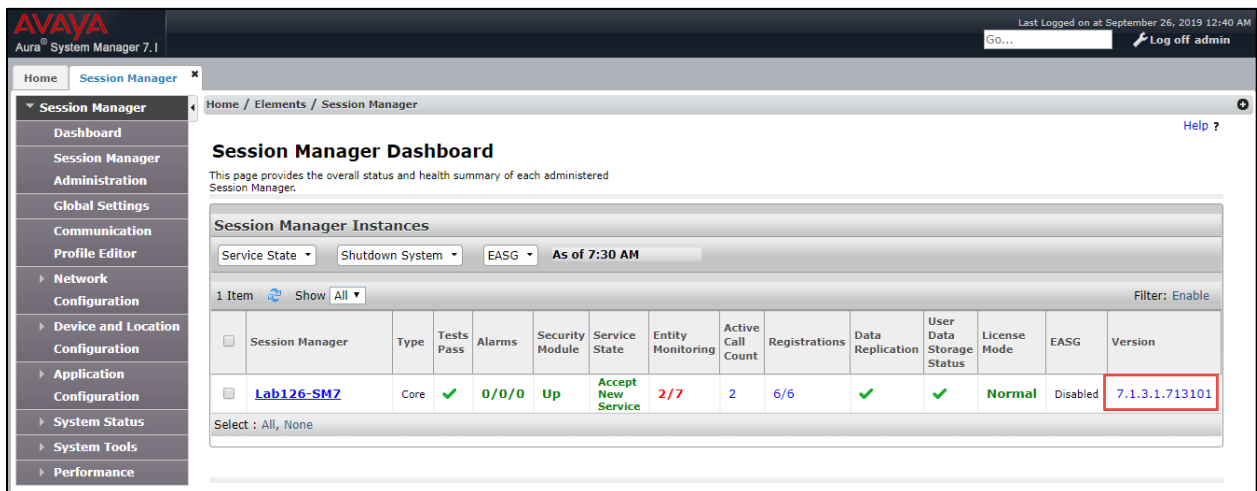 AVAYA
Aura® System Manager 7.1
Last Logged on at September 26, 2019 12:40 AM
Go...
Log off admin
Home
Session Manager
Session Manager
Dashboard
Session Manager
Administration
Global Settings
Communication
Profile Editor
Network
Configuration
Device and Location
Configuration
Application
Configuration
System Status
System Tools
Performance
Home / Elements / Session Manager
Help ?
Session Manager Dashboard
This page provides the overall status and health summary of each administered
Session Manager.
Session Manager Instances
Service State Shutdown System EASG As of 7:30 AM
1 Item Show All Filter: Enable
Session Manager Type Tests Pass Alarms Security Module Service State Entity Monitoring Active Call Count Registrations Data Replication User Data Storage Status License Mode EASG Version
Lab126-SM7 Core 0/0/0 Up Accept New Service 2/7 2 6/6 Normal Disabled 7.1.3.1.713101
Select : All, None